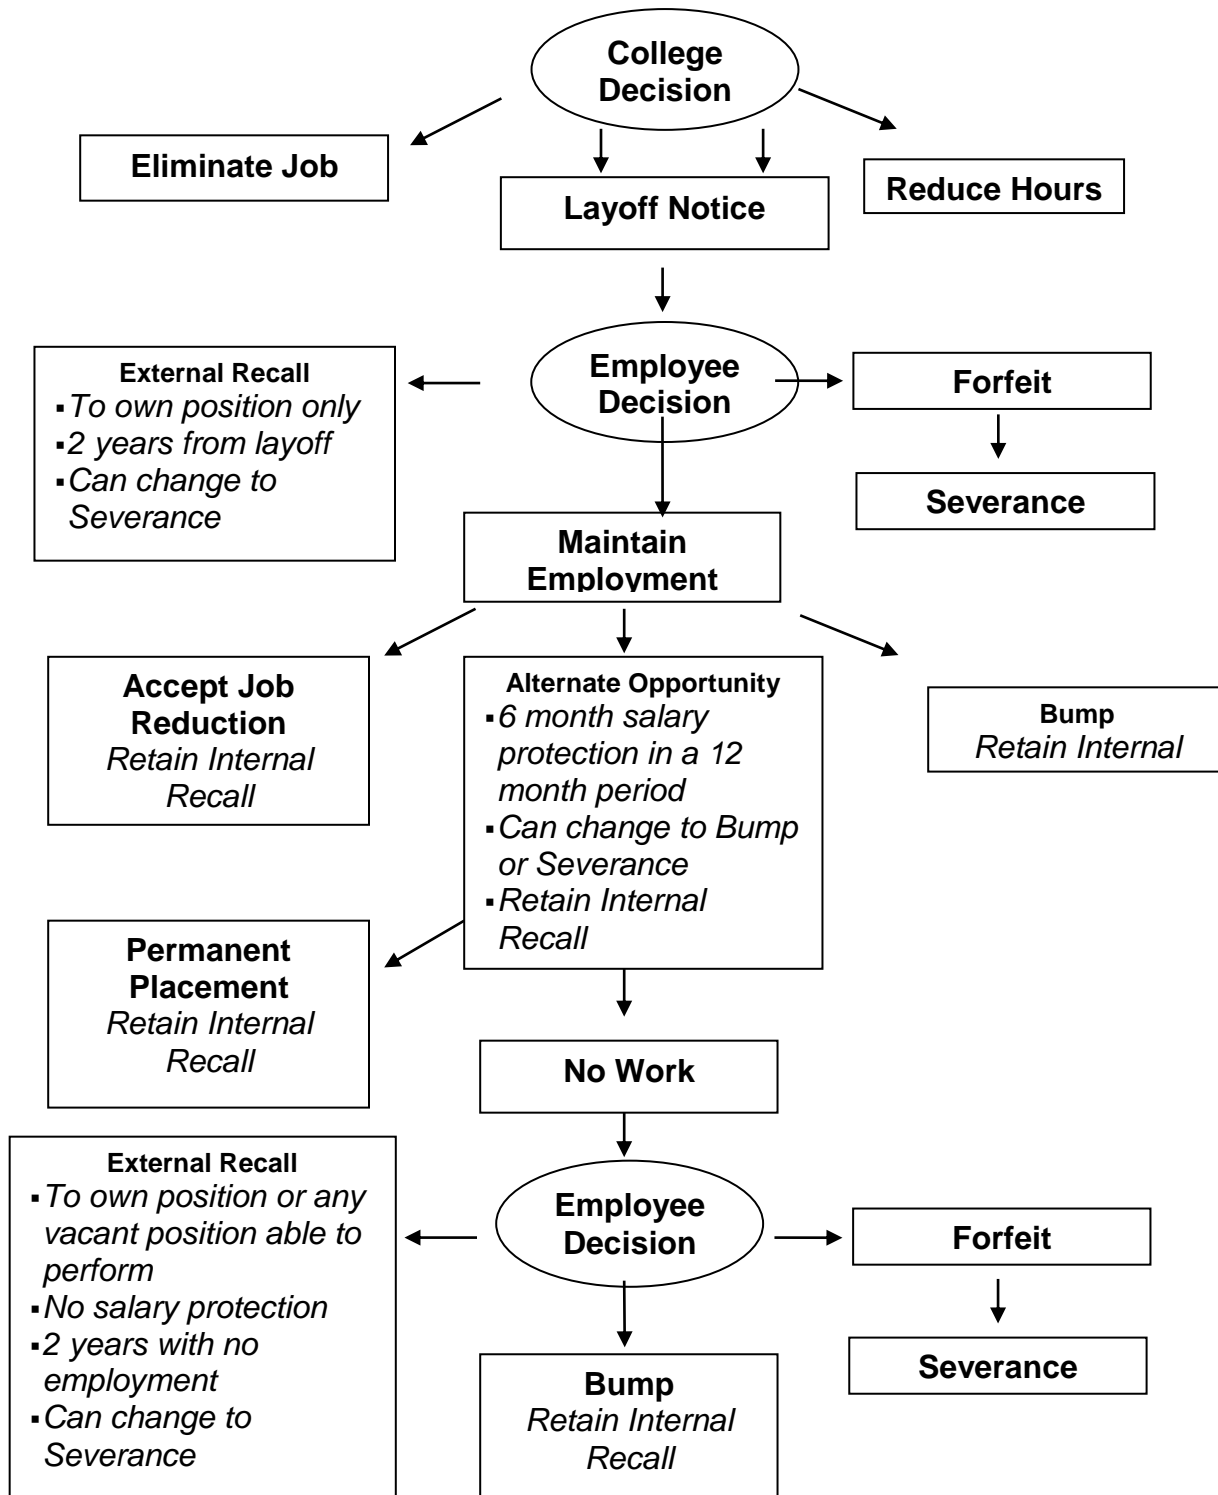 College
Decision
Eliminate Job
Layoff Notice
Reduce Hours
External Recall
▪To own position only
▪2 years from layoff
▪Can change to
Severance
Employee
Decision
Forfeit
Severance
Maintain
Employment
Accept Job
Reduction
Retain Internal
Recall
Alternate Opportunity
▪6 month salary
protection in a 12
month period
▪Can change to Bump
or Severance
▪Retain Internal
Recall
Bump
Retain Internal
Permanent
Placement
Retain Internal
Recall
No Work
External Recall
▪To own position or any
vacant position able to
perform
▪No salary protection
▪2 years with no
employment
▪Can change to
Severance
Employee
Decision
Forfeit
Severance
Bump
Retain Internal
Recall